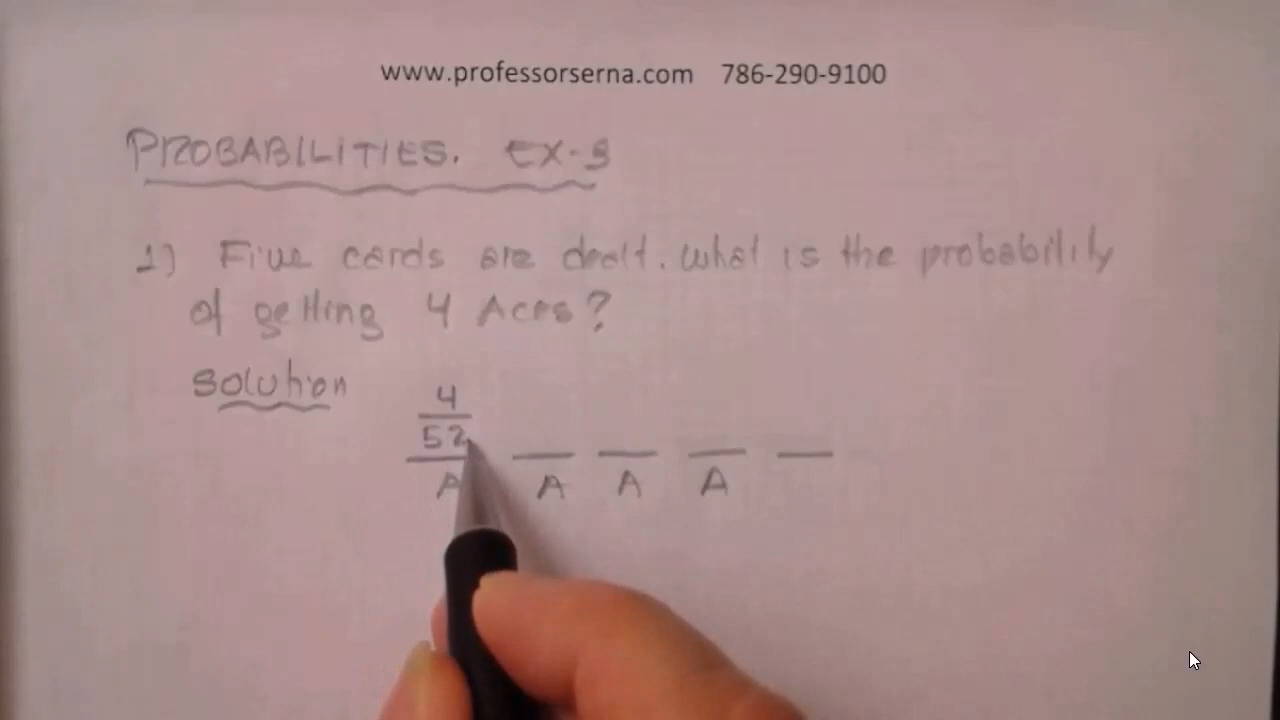 www.professorserna.com 786-290-9100
PROBABILITIES. EX-3
1) Five cards are dealt. what is the probability
of getting 4 Aces?
Solution
4
52
A A A A